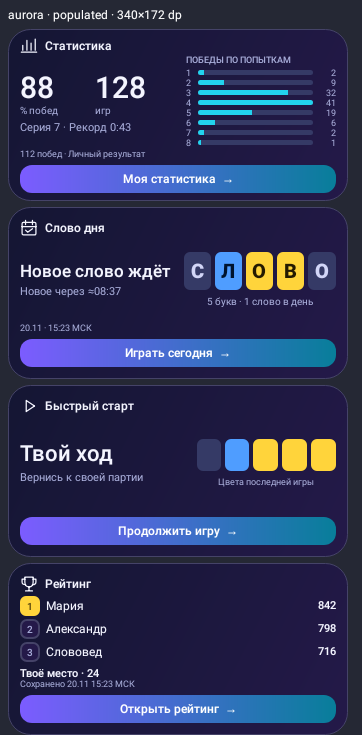 aurora · populated · 340×172 dp
Статистика
88
% побед
128
игр
Серия 7 · Рекорд 0:43
112 побед · Личный результат
ПОБЕДЫ ПО ПОПЫТКАМ
1 2
2 9
3 32
4 41
5 19
6 6
7 2
8 1
Моя статистика →
Слово дня
Новое слово ждёт
Новое через ≈08:37
С Л О В О
5 букв · 1 слово в день
20.11 · 15:23 МСК
Играть сегодня →
Быстрый старт
Твой ход
Вернись к своей партии
Цвета последней игры
Продолжить игру →
Рейтинг
1 Мария 842
2 Александр 798
3 Слововед 716
Твоё место · 24
Сохранено 20.11 15:23 МСК
Открыть рейтинг →